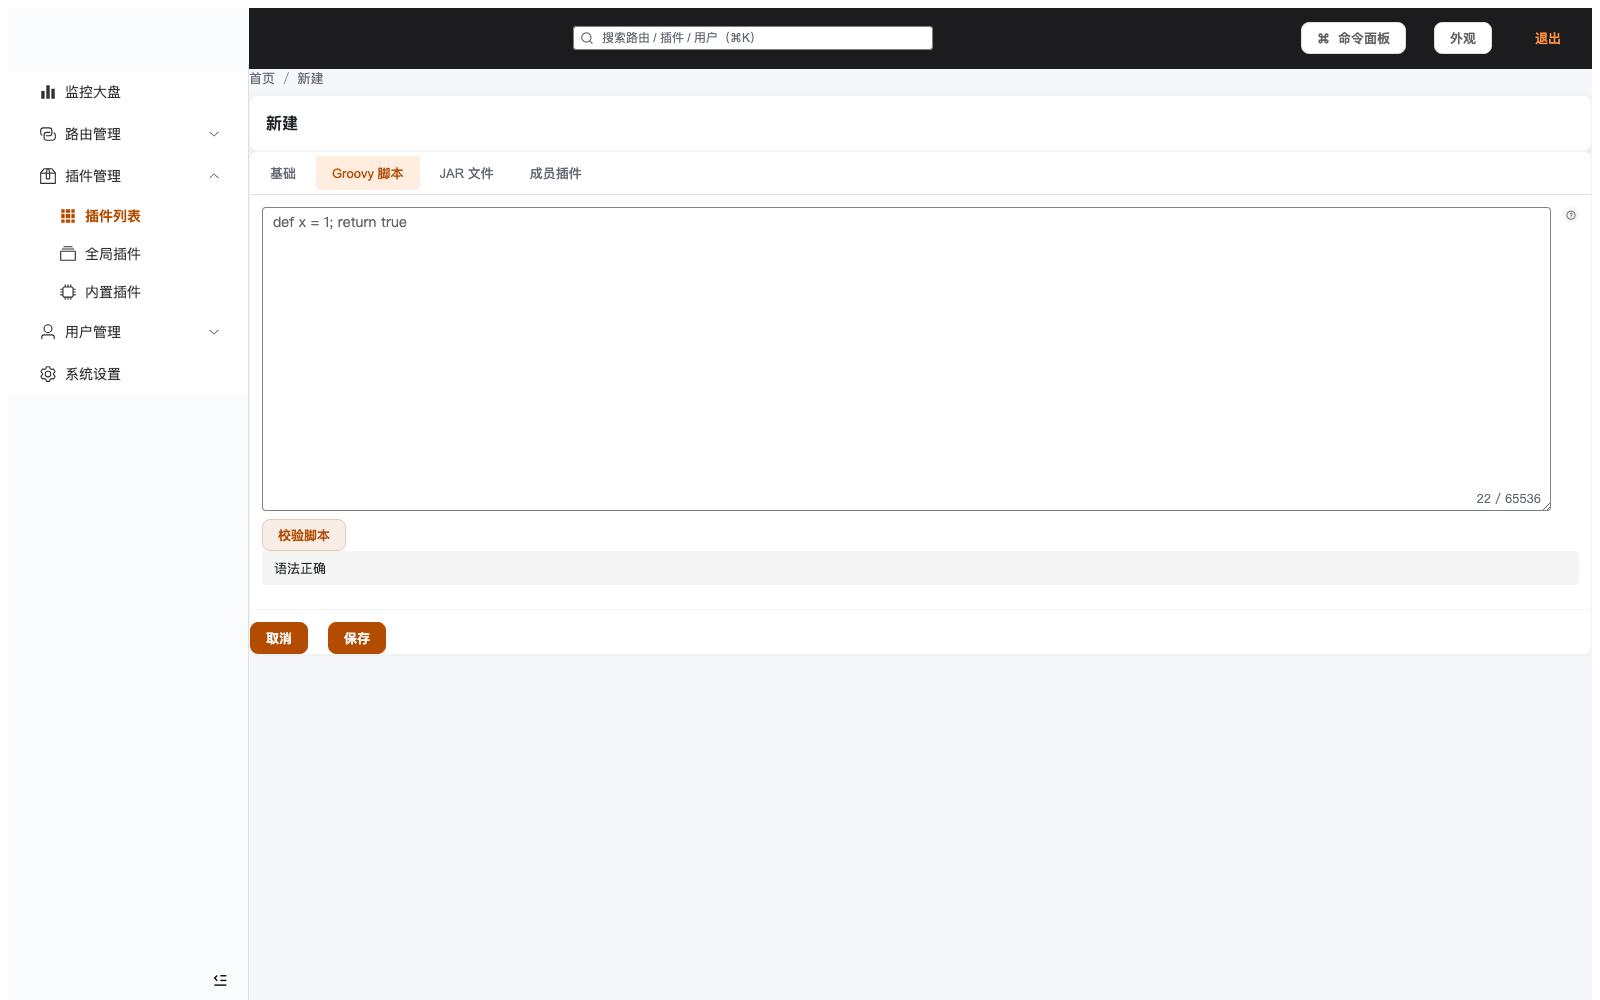 搜索路由 / 插件 / 用户（⌘K）
⌘ 命令面板
外观
退出
监控大盘
路由管理
插件管理
插件列表
全局插件
内置插件
用户管理
系统设置
首页 / 新建
新建
基础
Groovy 脚本
JAR 文件
成员插件
def x = 1; return true
22 / 65536
校验脚本
语法正确
取消
保存